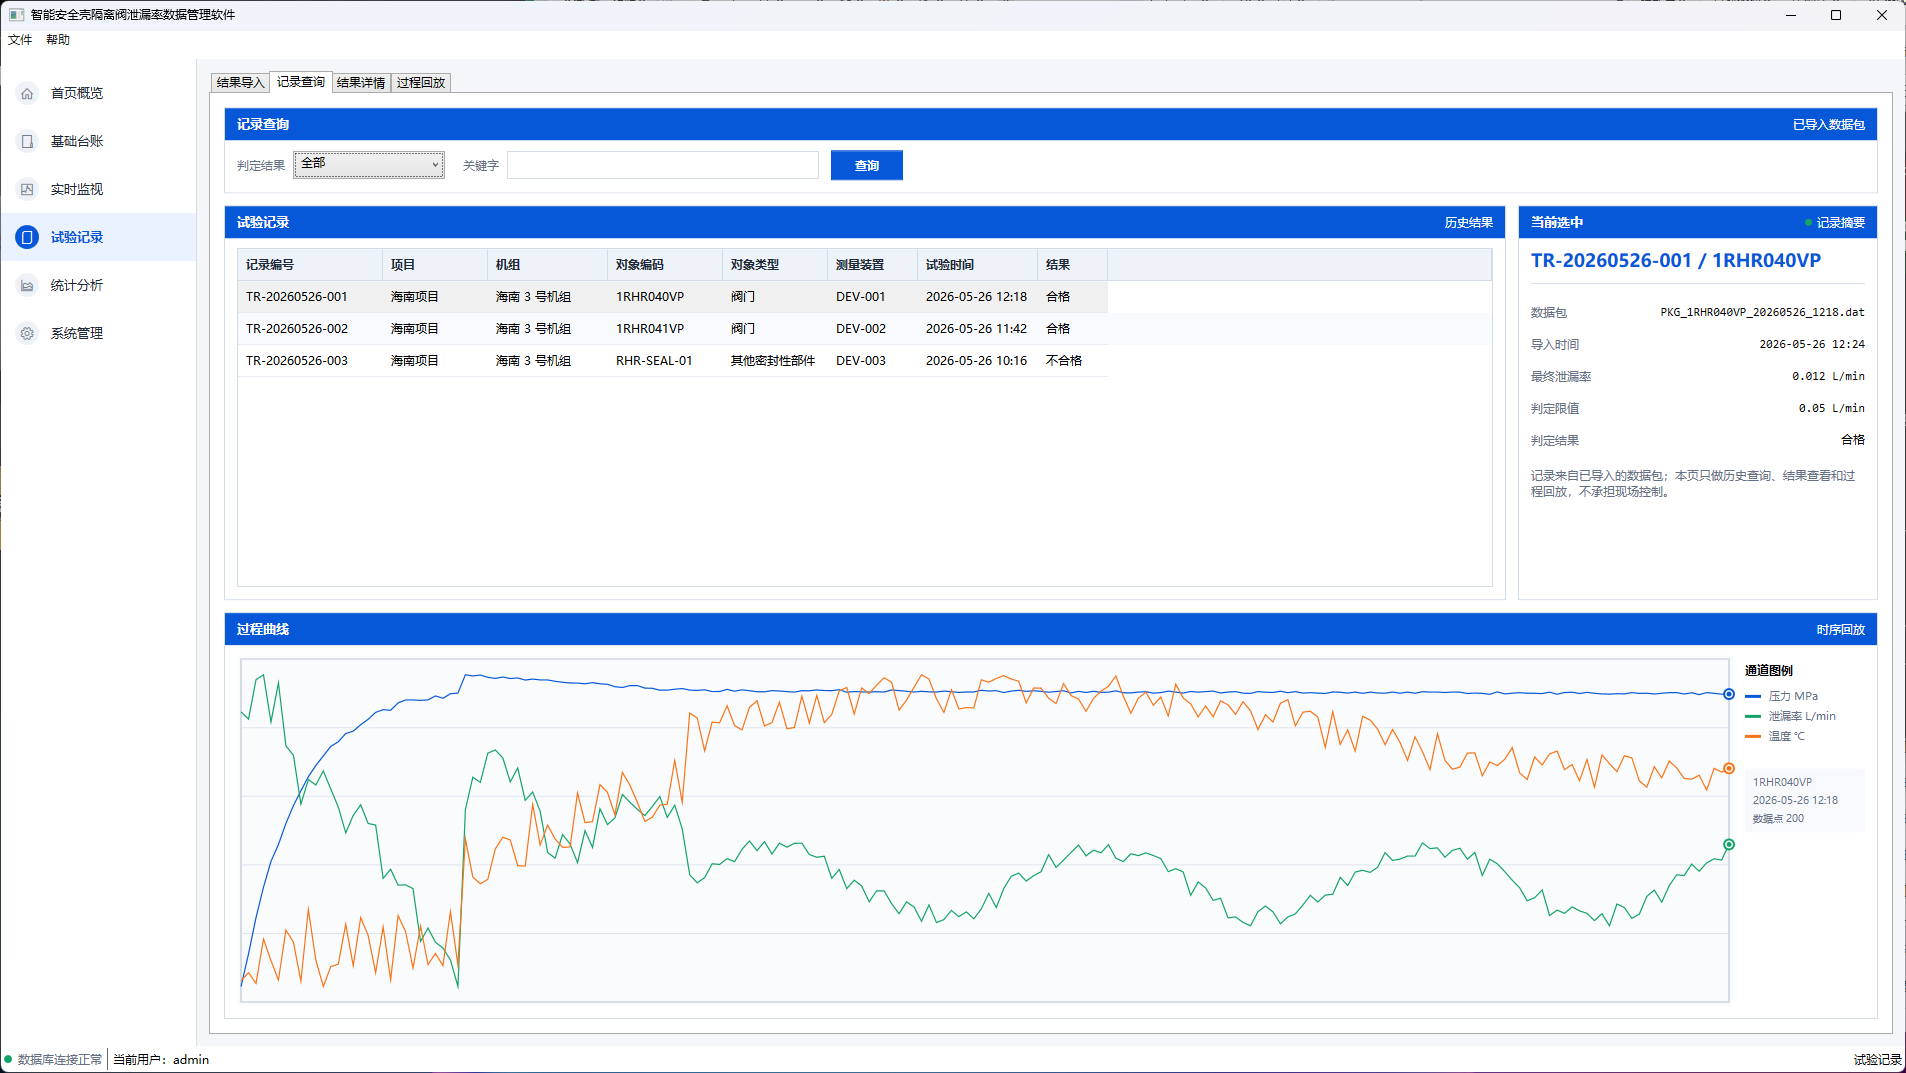 智能安全壳隔离阀泄漏率数据管理软件
文件 帮助
首页概览
基础台账
实时监视
试验记录
统计分析
系统管理
结果导入 记录查询 结果详情 过程回放
记录查询 已导入数据包
判定结果 全部 关键字 查询
试验记录 历史结果
记录编号 项目 机组 对象编码 对象类型 测量装置 试验时间 结果
TR-20260526-001 海南项目 海南 3 号机组 1RHR040VP 阀门 DEV-001 2026-05-26 12:18 合格
TR-20260526-002 海南项目 海南 3 号机组 1RHR041VP 阀门 DEV-002 2026-05-26 11:42 合格
TR-20260526-003 海南项目 海南 3 号机组 RHR-SEAL-01 其他密封性部件 DEV-003 2026-05-26 10:16 不合格
当前选中 记录摘要
TR-20260526-001 / 1RHR040VP
数据包 PKG_1RHR040VP_20260526_1218.dat
导入时间 2026-05-26 12:24
最终泄漏率 0.012 L/min
判定限值 0.05 L/min
判定结果 合格
记录来自已导入的数据包；本页只做历史查询、结果查看和过
程回放，不承担现场控制。
过程曲线 时序回放
通道图例
压力 MPa
泄漏率 L/min
温度 ℃
1RHR040VP
2026-05-26 12:18
数据点 200
数据库连接正常 当前用户： admin 试验记录